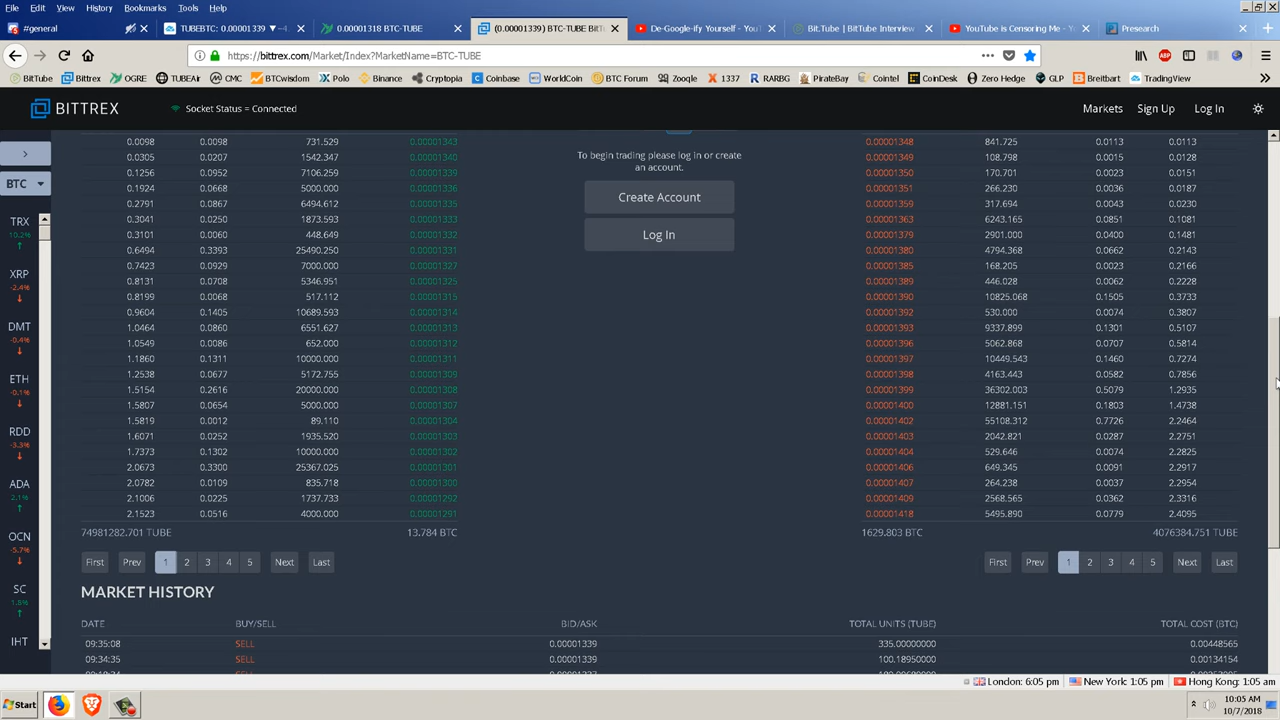 File Edit View History Bookmarks Tools Help
#general TUBEBTC: 0.00001339 ▼ −4. 0.00001318 BTC-TUBE (0.00001339) BTC-TUBE BitT De-Google-ify Yourself - YouT Bit.Tube | BitTube Interview YouTube is Censoring Me - You Presearch
https://bittrex.com/Market/Index?MarketName=BTC-TUBE
BitTube Bittrex OGRE TUBEAir CMC BTCwisdom Polo Binance Cryptopia Coinbase WorldCoin BTC Forum Zooqle 1337 RARBG PirateBay Cointel CoinDesk Zero Hedge GLP Breitbart TradingView
BITTREX Socket Status = Connected Markets Sign Up Log In
0.0098 0.0098 731.529 0.00001343 0.00001348 841.725 0.0113 0.0113
0.0305 0.0207 1542.347 0.00001340 To begin trading please log in or create 0.00001349 108.798 0.0015 0.0128
an account.
0.1256 0.0952 7106.259 0.00001339 0.00001350 170.701 0.0023 0.0151
BTC 0.1924 0.0668 5000.000 0.00001336 0.00001351 266.230 0.0036 0.0187
Create Account
0.2791 0.0867 6494.612 0.00001335 0.00001359 317.694 0.0043 0.0230
TRX 0.3041 0.0250 1873.593 0.00001333 0.00001363 6243.165 0.0851 0.1081
10.2%
0.3101 0.0060 448.649 0.00001332 Log In 0.00001379 2901.000 0.0400 0.1481
0.6494 0.3393 25490.250 0.00001331 0.00001380 4794.368 0.0662 0.2143
0.7423 0.0929 7000.000 0.00001327 0.00001385 168.205 0.0023 0.2166
XRP
-2.4%
0.8131 0.0708 5346.951 0.00001325 0.00001389 446.028 0.0062 0.2228
0.8199 0.0068 517.112 0.00001315 0.00001390 10825.068 0.1505 0.3733
0.9604 0.1405 10689.593 0.00001314 0.00001392 530.000 0.0074 0.3807
DMT 1.0464 0.0860 6551.627 0.00001313 0.00001393 9337.899 0.1301 0.5107
-0.4%
1.0549 0.0086 652.000 0.00001312 0.00001396 5062.868 0.0707 0.5814
1.1860 0.1311 10000.000 0.00001311 0.00001397 10449.543 0.1460 0.7274
ETH 1.2538 0.0677 5172.755 0.00001309 0.00001398 4163.443 0.0582 0.7856
-0.1%
1.5154 0.2616 20000.000 0.00001308 0.00001399 36302.003 0.5079 1.2935
1.5807 0.0654 5000.000 0.00001307 0.00001400 12881.151 0.1803 1.4738
1.5819 0.0012 89.110 0.00001304 0.00001402 55108.312 0.7726 2.2464
RDD 1.6071 0.0252 1935.520 0.00001303 0.00001403 2042.821 0.0287 2.2751
-3.3%
1.7373 0.1302 10000.000 0.00001302 0.00001404 529.646 0.0074 2.2825
2.0673 0.3300 25367.025 0.00001301 0.00001406 649.345 0.0091 2.2917
ADA 2.0782 0.0109 835.718 0.00001300 0.00001407 264.238 0.0037 2.2954
2.1%
2.1006 0.0225 1737.733 0.00001292 0.00001409 2568.565 0.0362 2.3316
2.1523 0.0516 4000.000 0.00001291 0.00001418 5495.890 0.0779 2.4095
OCN 74981282.701 TUBE 13.784 BTC 1629.803 BTC 4076384.751 TUBE
-5.7%
First Prev 1 2 3 4 5 Next Last First Prev 1 2 3 4 5 Next Last
SC MARKET HISTORY
1.8%
DATE BUY/SELL BID/ASK TOTAL UNITS (TUBE) TOTAL COST (BTC)
IHT 09:35:08 SELL 0.00001339 335.00000000 0.00448565
09:34:35 SELL 0.00001339 100.18950000 0.00134154
London: 6:05 pm New York: 1:05 pm Hong Kong: 1:05 am
Start 10:05 AM
10/7/2018